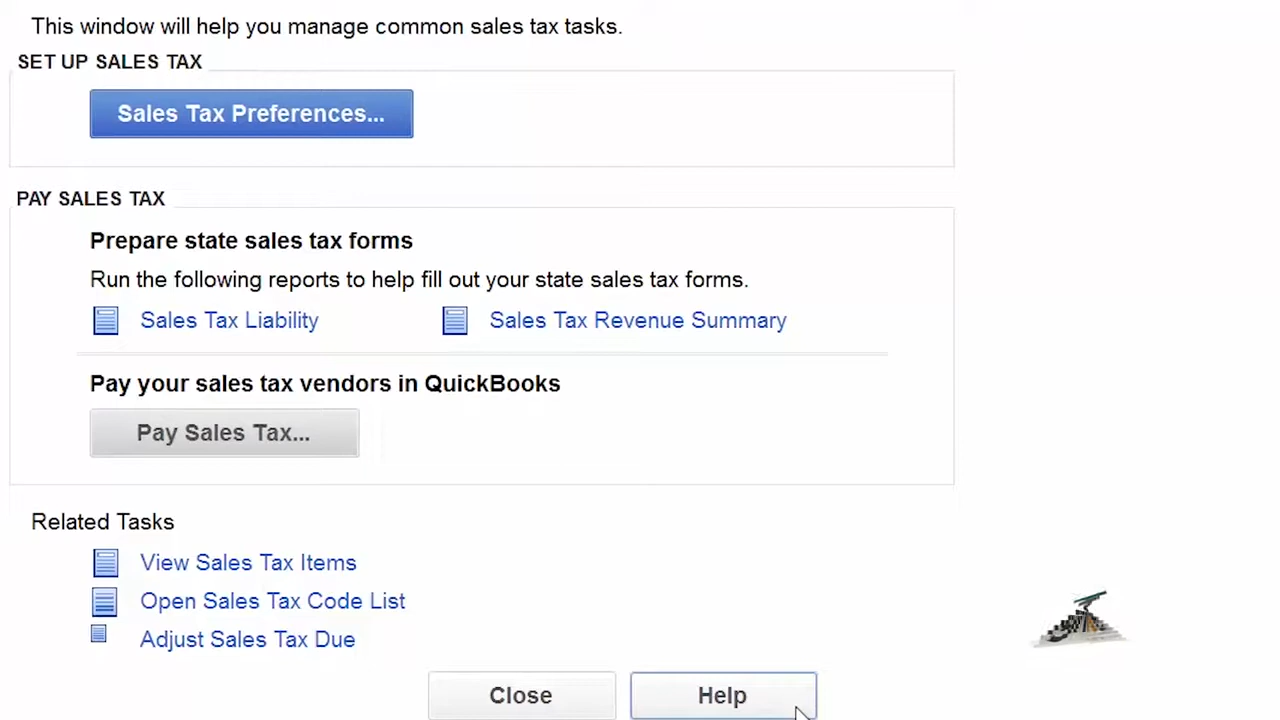 This window will help you manage common sales tax tasks.
SET UP SALES TAX
Sales Tax Preferences...
PAY SALES TAX
Prepare state sales tax forms
Run the following reports to help fill out your state sales tax forms.
Sales Tax Liability
Sales Tax Revenue Summary
Pay your sales tax vendors in QuickBooks
Pay Sales Tax...
Related Tasks
View Sales Tax Items
Open Sales Tax Code List
Adjust Sales Tax Due
Close
Help